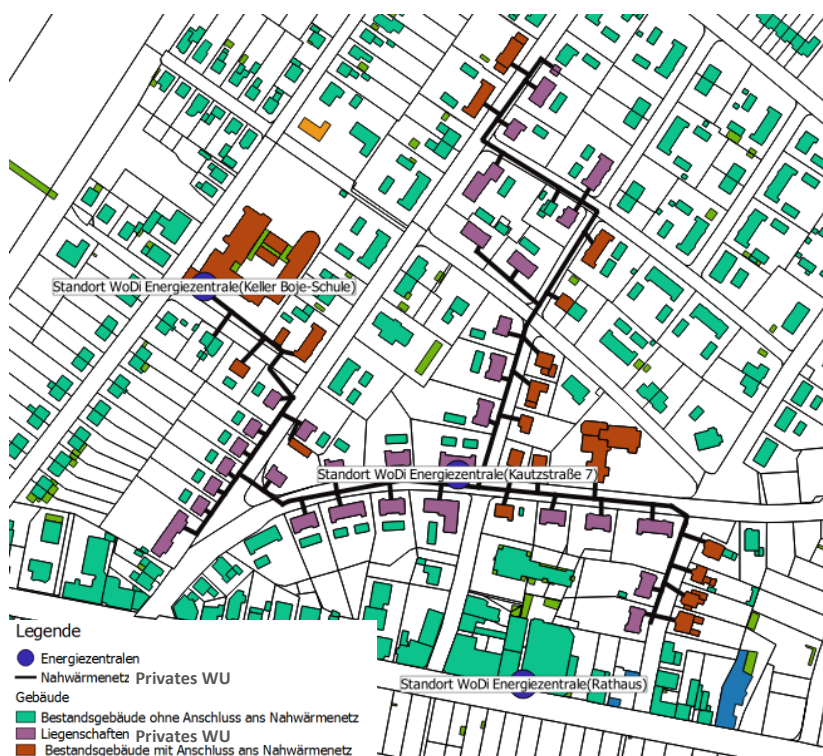 Standort WoDi Energiezentrale(Keller Boje-Schule)
Standort WoDi Energiezentrale(Kautzstraße 7)
Standort WoDi Energiezentrale(Rathaus)
Legende
Energiezentralen
Nahwärmenetz Privates WU
Gebäude
Bestandsgebäude ohne Anschluss ans Nahwärmenetz
Liegenschaften Privates WU
Bestandsgebäude mit Anschluss ans Nahwärmenetz